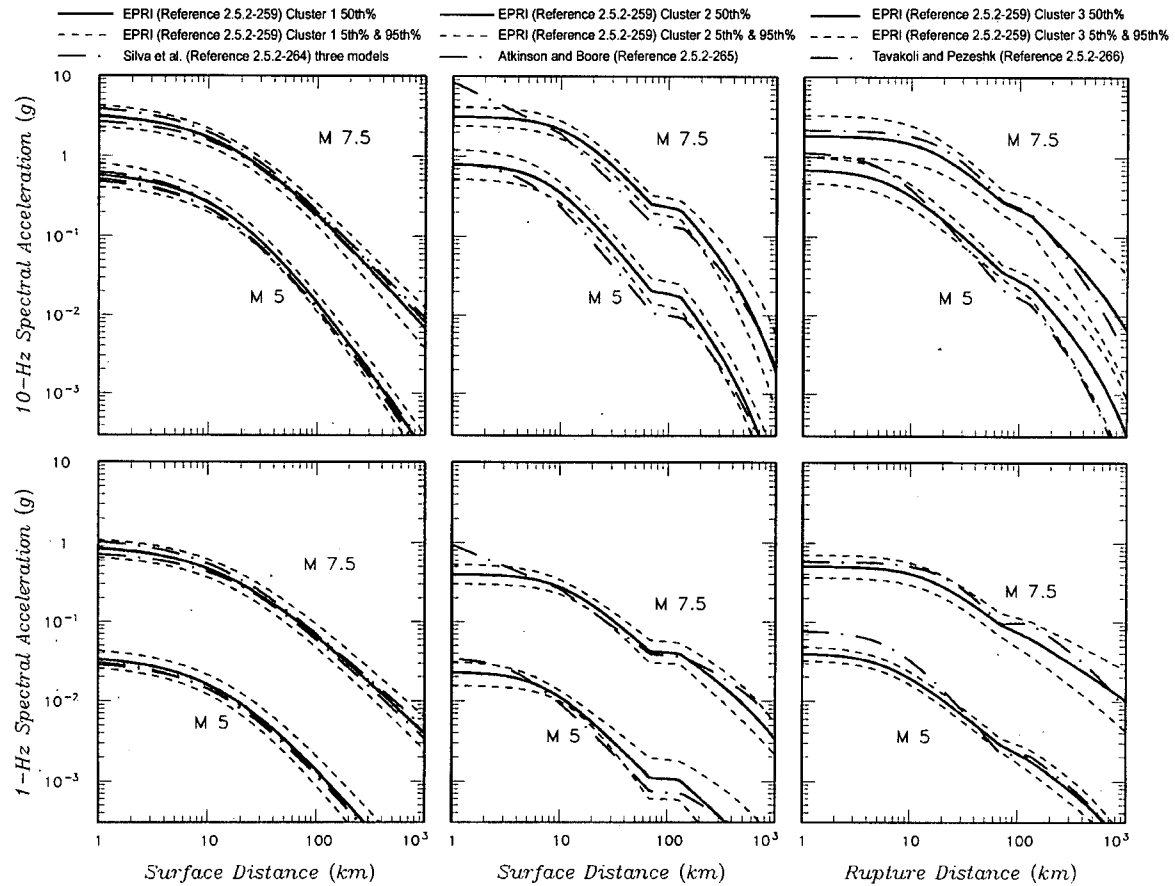 EPRI (Reference 2.5.2-259) Cluster 1 50th%
EPRI (Reference 2.5.2-259) Cluster 1 5th% & 95th%
Silva et al. (Reference 2.5.2-264) three models
EPRI (Reference 2.5.2-259) Cluster 2 50th%
EPRI (Reference 2.5.2-259) Cluster 2 5th% & 95th%
Atkinson and Boore (Reference 2.5.2-265)
EPRI (Reference 2.5.2-259) Cluster 3 50th%
EPRI (Reference 2.5.2-259) Cluster 3 5th% & 95th%
Tavakoli and Pezeshk (Reference 2.5.2-266)
10-Hz Spectral Acceleration (g)
10
1
10⁻¹
10⁻²
10⁻³
M 7.5
M 5
M 7.5
M 5
M 7.5
M 5
1-Hz Spectral Acceleration (g)
10
1
10⁻¹
10⁻²
10⁻³
M 7.5
M 5
M 7.5
M 5
M 7.5
M 5
1 10 100 10³
1 10 100 10³
1 10 100 10³
Surface Distance (km)
Surface Distance (km)
Rupture Distance (km)